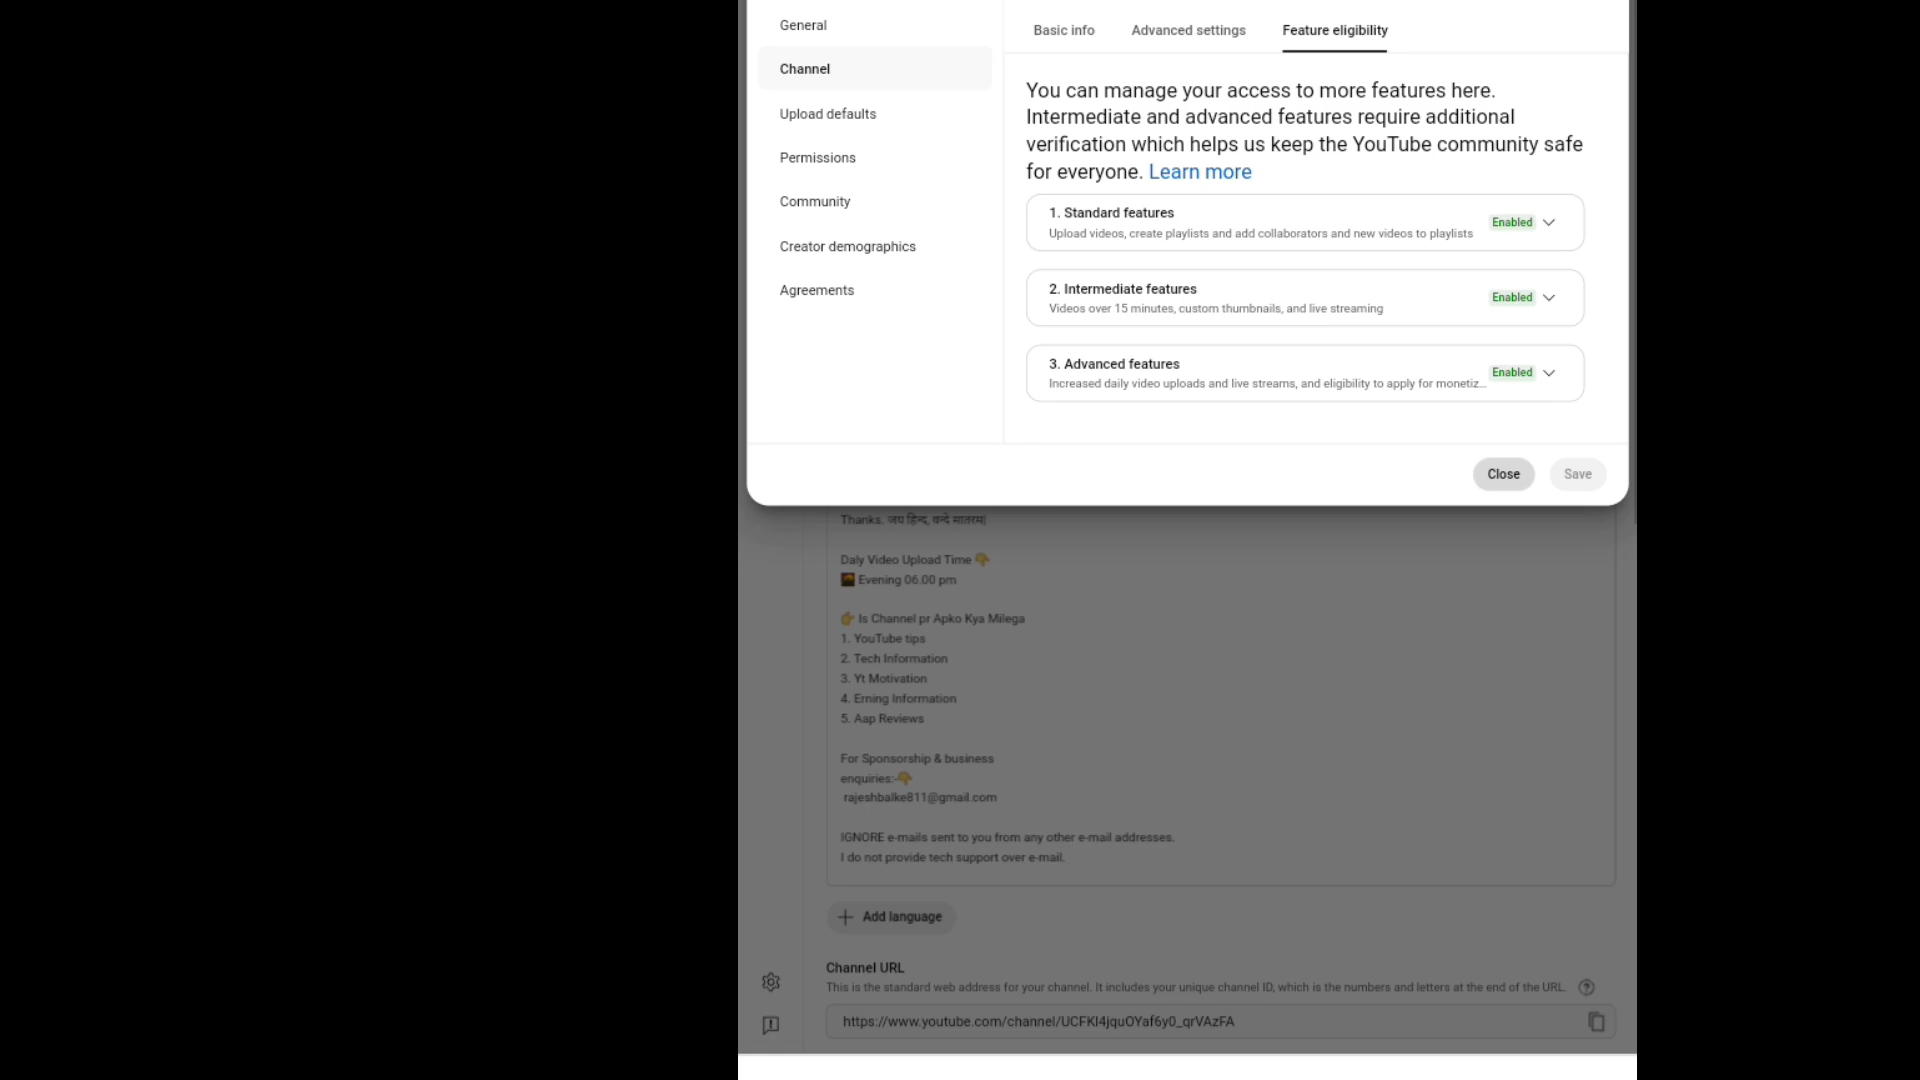 General
Channel
Upload defaults
Permissions
Community
Creator demographics
Agreements
Basic info
Advanced settings
Feature eligibility
You can manage your access to more features here.
Intermediate and advanced features require additional
verification which helps us keep the YouTube community safe
for everyone. Learn more
1. Standard features
Upload videos, create playlists and add collaborators and new videos to playlists
Enabled
2. Intermediate features
Videos over 15 minutes, custom thumbnails, and live streaming
Enabled
3. Advanced features
Increased daily video uploads and live streams, and eligibility to apply for monetiz...
Enabled
Close
Save
Thanks. जय हिन्द, वन्दे मातरम|
Daly Video Upload Time 👇
🌇 Evening 06.00 pm
👉 Is Channel pr Apko Kya Milega
1. YouTube tips
2. Tech Information
3. Yt Motivation
4. Erning Information
5. Aap Reviews
For Sponsorship & business
enquiries:-👇
rajeshbalke811@gmail.com
IGNORE e-mails sent to you from any other e-mail addresses.
I do not provide tech support over e-mail.
Add language
Channel URL
This is the standard web address for your channel. It includes your unique channel ID, which is the numbers and letters at the end of the URL.
https://www.youtube.com/channel/UCFKI4jquOYaf6y0_qrVAzFA